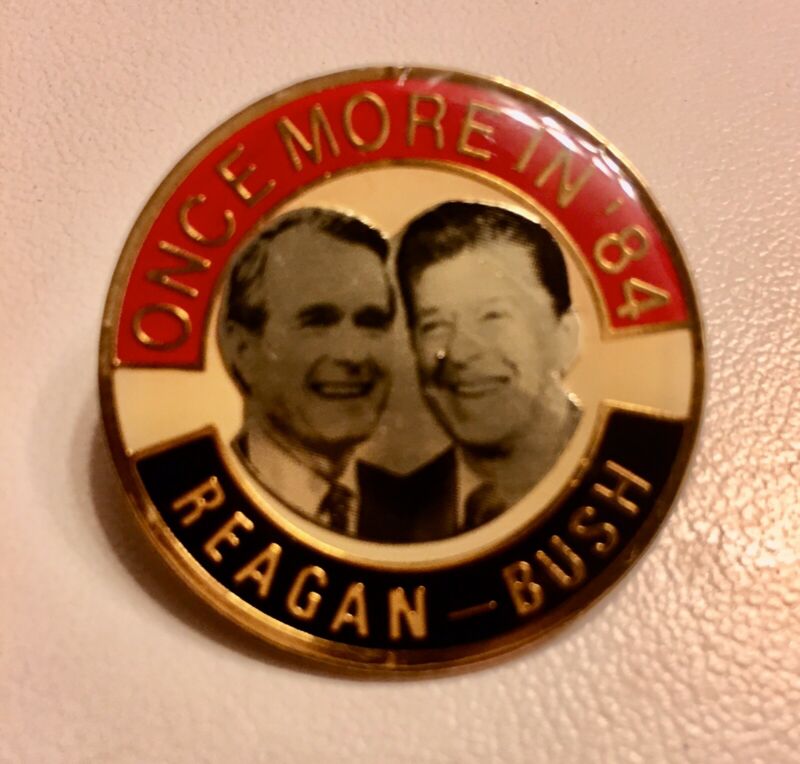 ONCE MORE IN '84
REAGAN — BUSH